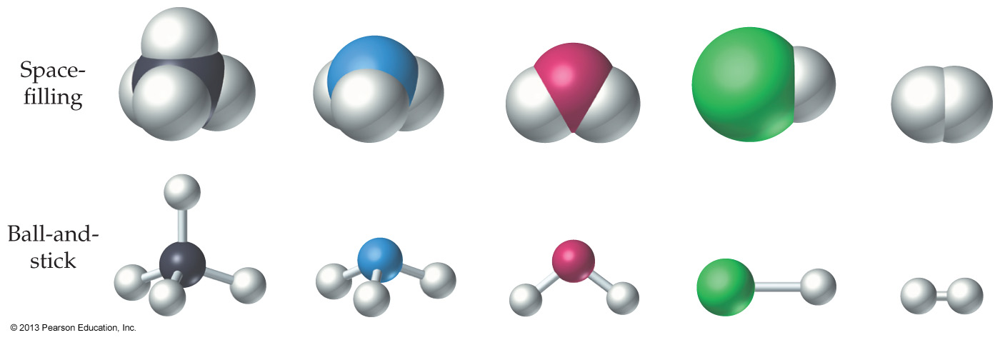 Space-
filling
Ball-and-
stick
© 2013 Pearson Education, Inc.